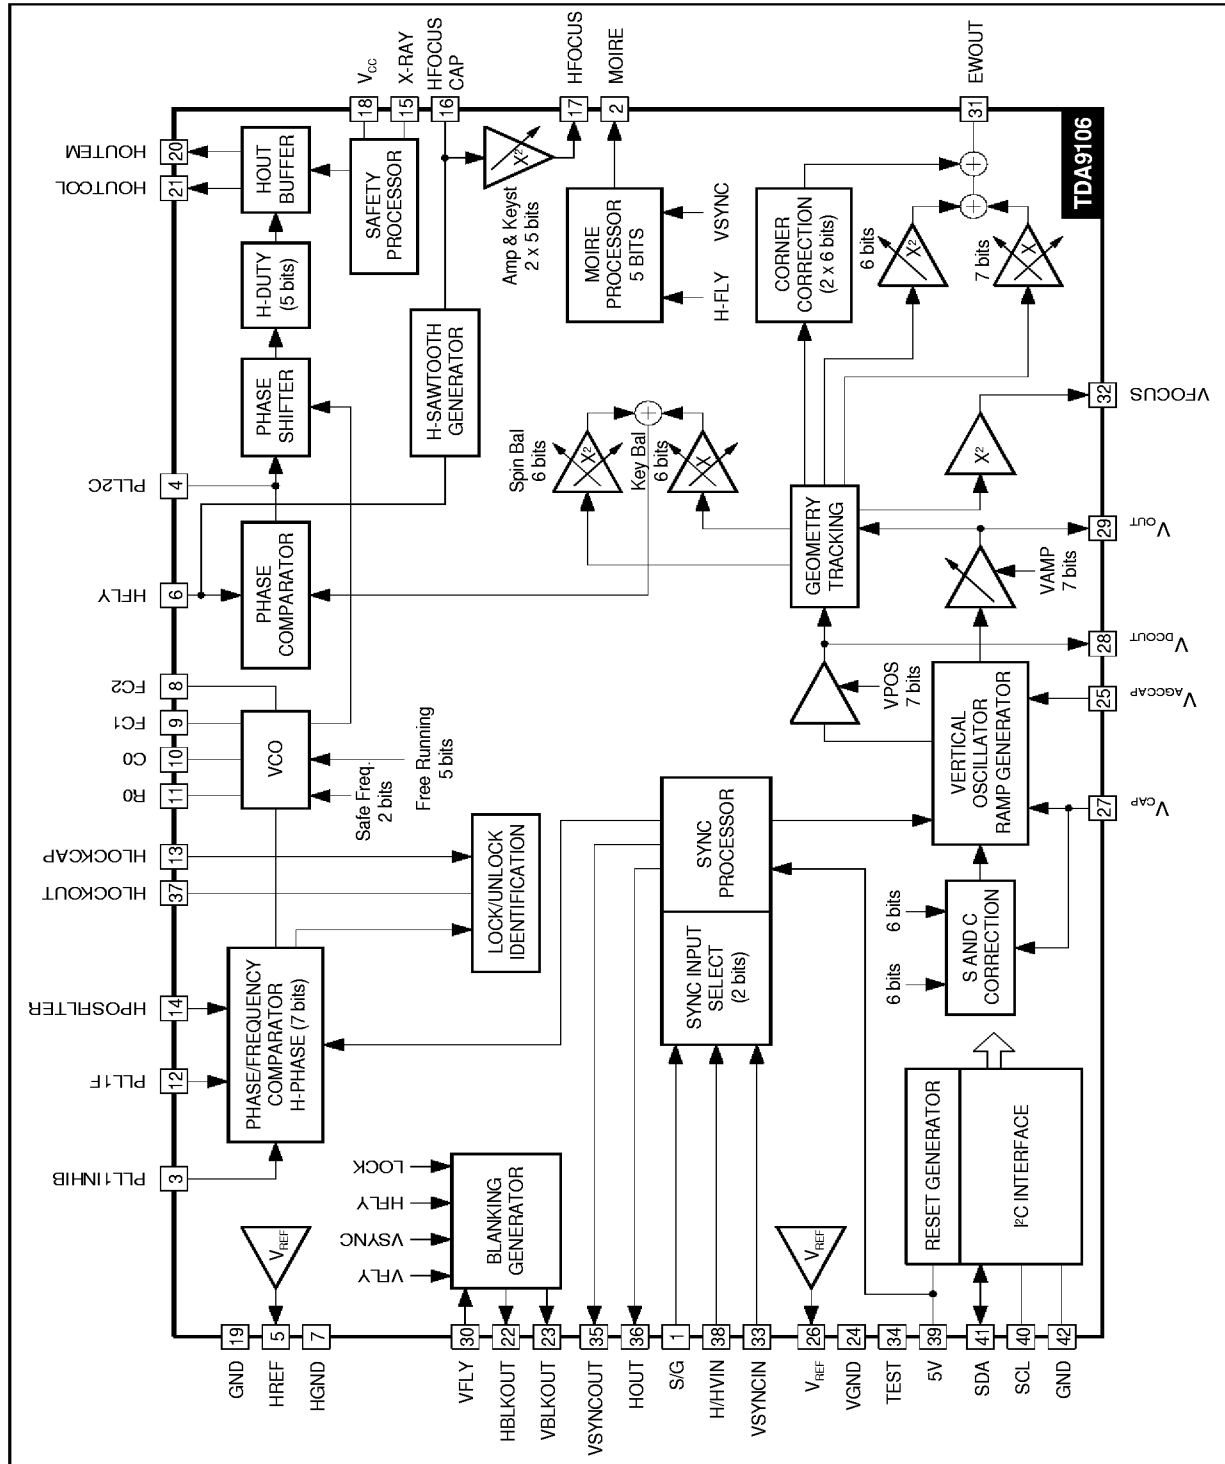 PLL1INHIB
3
PLL1F
12
HPOSFILTER
14
HLOCKOUT
37
HLOCKCAP
13
R0
11
C0
10
FC1
9
FC2
8
HFLY
6
PLL2C
4
HOUTCOL
21
HOUTEM
20
GND
19
HREF
5
HGND
7
VREF
PHASE/FREQUENCY
COMPARATOR
H-PHASE (7 bits)
VCO
PHASE
COMPARATOR
PHASE
SHIFTER
H-DUTY
(5 bits)
HOUT
BUFFER
SAFETY
PROCESSOR
18
VCC
15
X-RAY
16
HFOCUS
CAP
Safe Freq.
2 bits
Free Running
5 bits
LOCK/UNLOCK
IDENTIFICATION
H-SAWTOOTH
GENERATOR
X2
Amp & Keyst
2 x 5 bits
17
HFOCUS
2
MOIRE
MOIRE
PROCESSOR
5 BITS
H-FLY
VSYNC
VFLY
VSYNC
HFLY
LOCK
BLANKING
GENERATOR
VFLY
30
HBLKOUT
22
VBLKOUT
23
VSYNCOUT
35
HOUT
36
S/G
1
H/HVIN
38
VSYNCIN
33
SYNC INPUT
SELECT
(2 bits)
SYNC
PROCESSOR
Spin Bal
6 bits
X2
Key Bal
6 bits
X
GEOMETRY
TRACKING
CORNER
CORRECTION
(2 x 6 bits)
6 bits
X2
7 bits
X
31
EWOUT
VREF
26
VREF
VGND
24
TEST
34
5V
39
SDA
41
SCL
40
GND
42
RESET GENERATOR
I2C INTERFACE
6 bits
6 bits
S AND C
CORRECTION
VERTICAL
OSCILLATOR
RAMP GENERATOR
VPOS
7 bits
VAMP
7 bits
X2
27
VCAP
25
VAGCCAP
28
VDCOUT
29
VOUT
32
VFOCUS
TDA9106